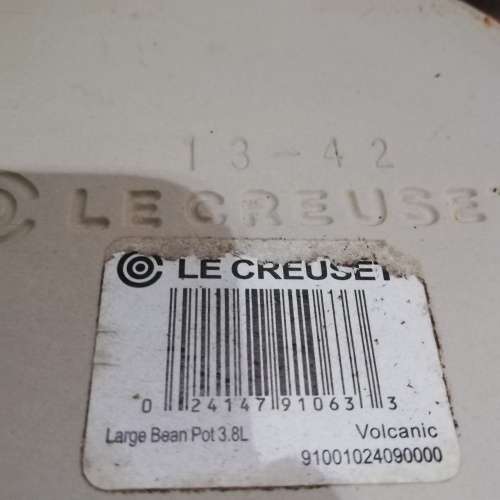 13-42
LE CREUSET
LE CREUSET
0 24147 91063 3
Large Bean Pot 3.8L Volcanic
91001024090000